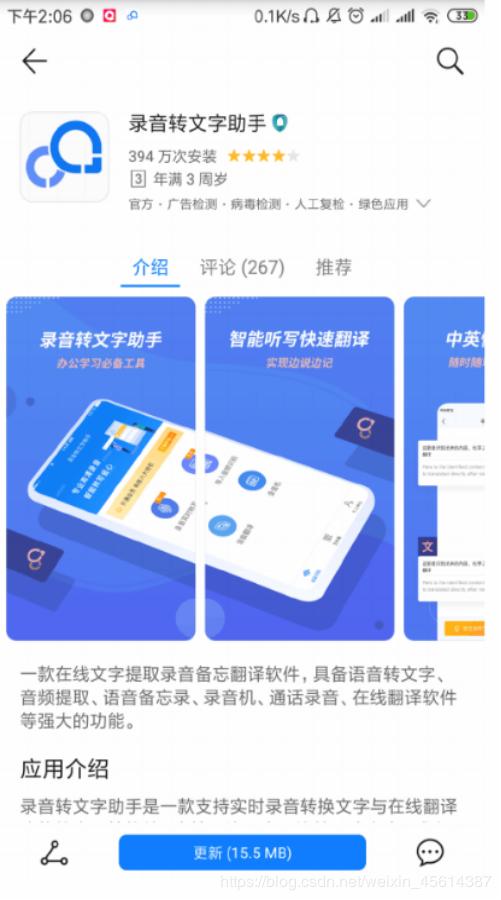 下午2:06
0.1K/s
33
录音转文字助手
394 万次安装
3 年满 3 周岁
官方 · 广告检测 · 病毒检测 · 人工复检 · 绿色应用
介绍 评论 (267) 推荐
录音转文字助手
办公学习必备工具
智能听写快速翻译
实现边说边记
中英
随时随
文
一款在线文字提取录音备忘翻译软件，具备语音转文字、
音频提取、语音备忘录、录音机、通话录音、在线翻译软件
等强大的功能。
应用介绍
录音转文字助手是一款支持实时录音转换文字与在线翻译
更新 (15.5 MB)
https://blog.csdn.net/weixin_45614387